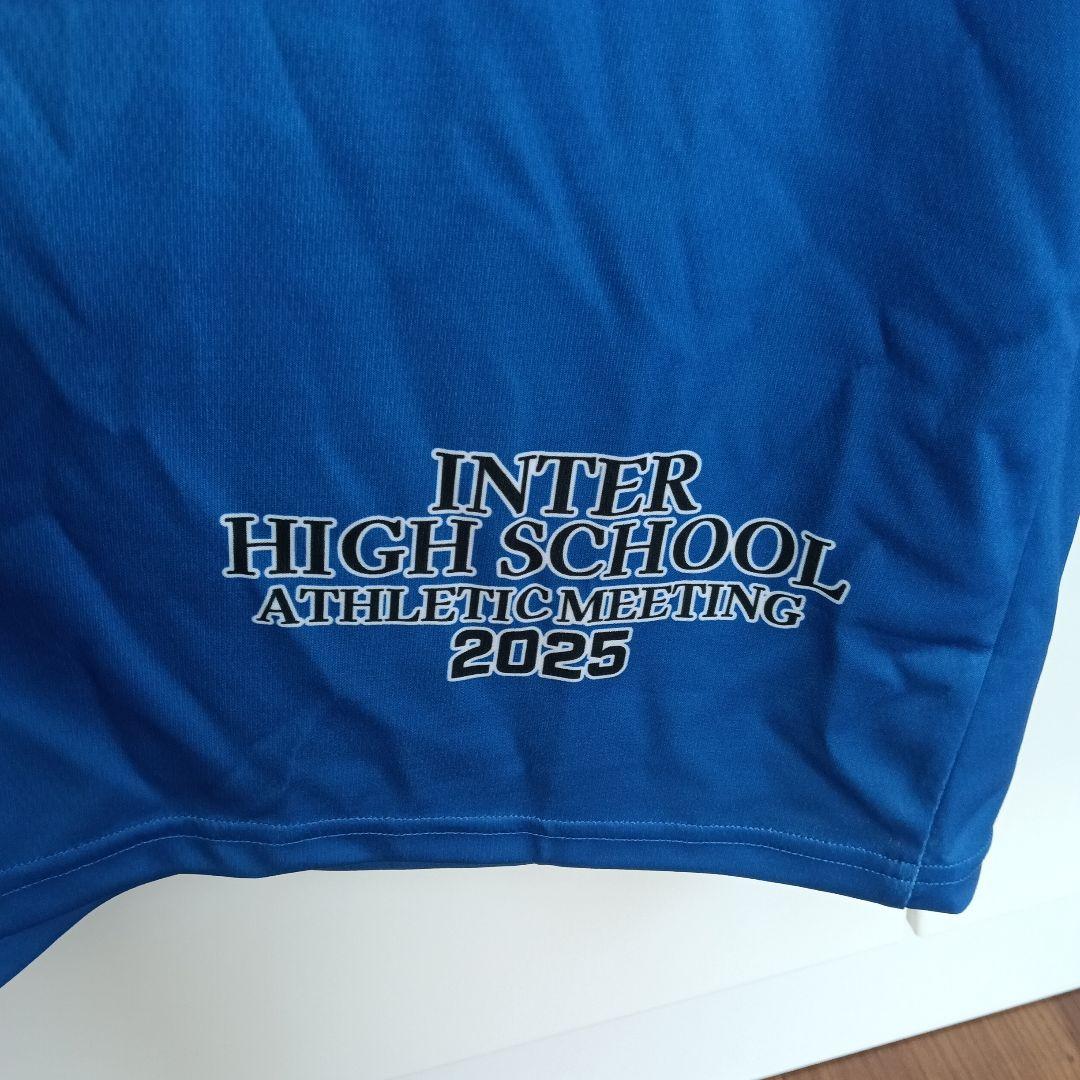 INTER
HIGH SCHOOL
ATHLETIC MEETING
2025